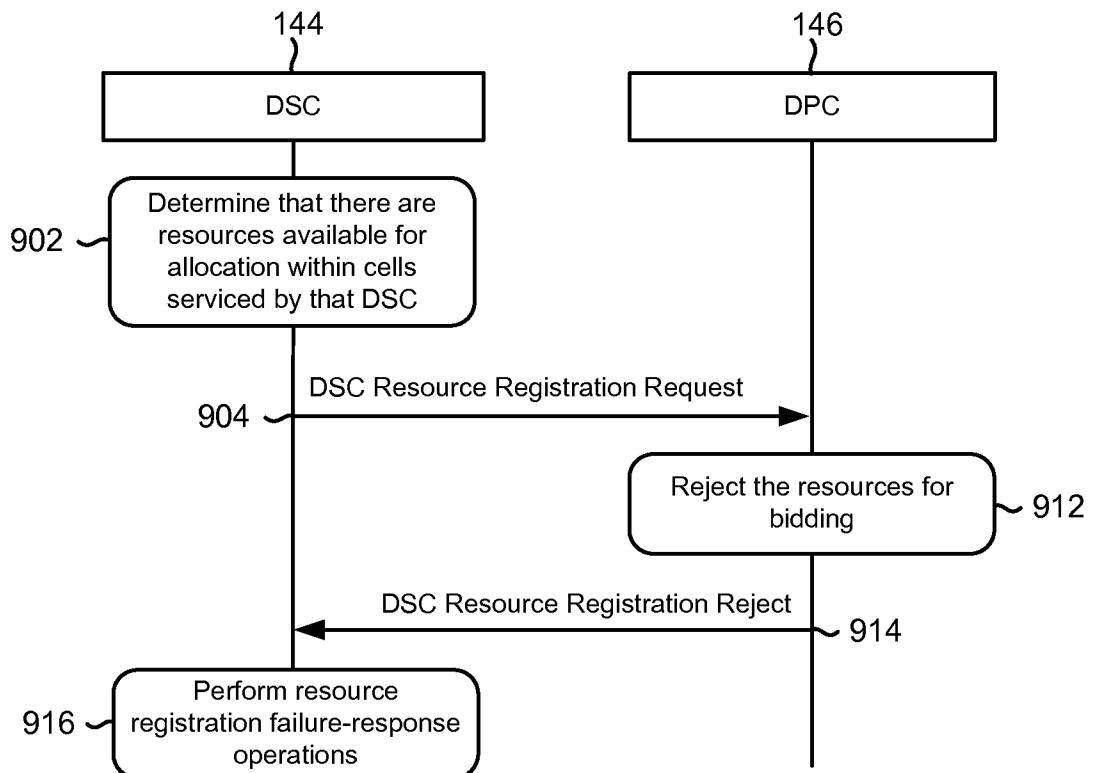 144
146
DSC
DPC
Determine that there are
resources available for
allocation within cells
serviced by that DSC
902
DSC Resource Registration Request
904
Reject the resources for
bidding
912
DSC Resource Registration Reject
914
Perform resource
registration failure-response
operations
916